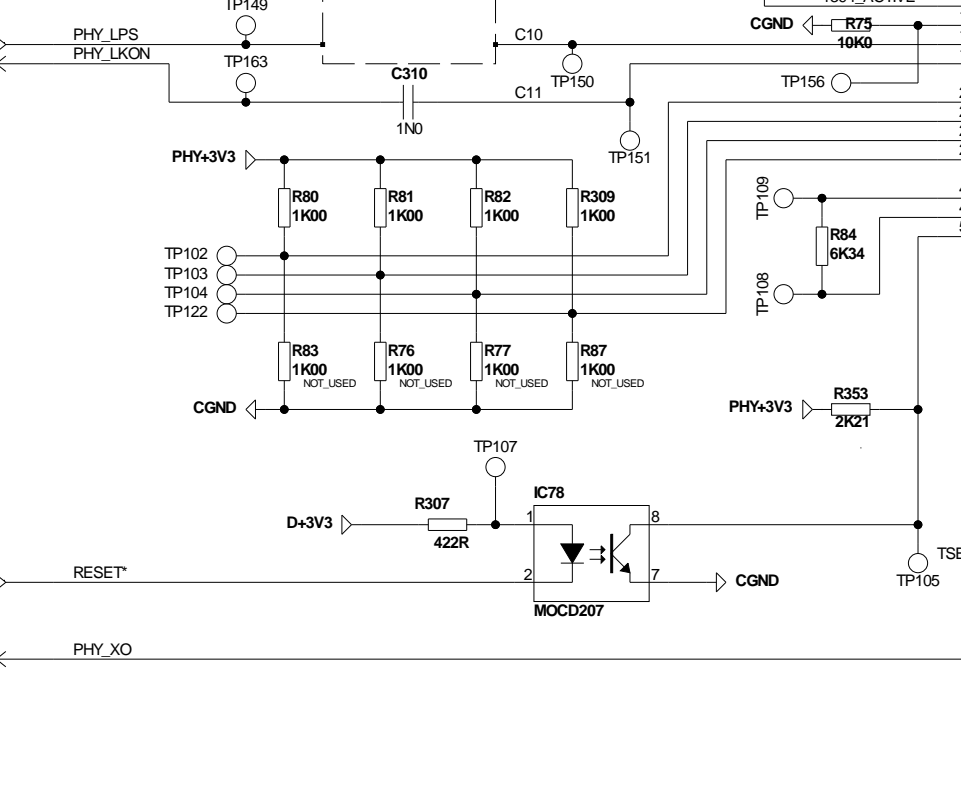 TP149
CGND
R75
10K0
PHY_LPS
C10
PHY_LKON
TP163
C310
TP150
TP156
C11
1N0
PHY+3V3
TP151
R80
1K00
R81
1K00
R82
1K00
R309
1K00
TP109
R84
6K34
TP108
TP102
TP103
TP104
TP122
R83
1K00
NOT_USED
R76
1K00
NOT_USED
R77
1K00
NOT_USED
R87
1K00
NOT_USED
CGND
PHY+3V3
R353
2K21
TP107
IC78
R307
D+3V3
422R
1
8
2
7
CGND
MOCD207
RESET*
TP105
PHY_XO